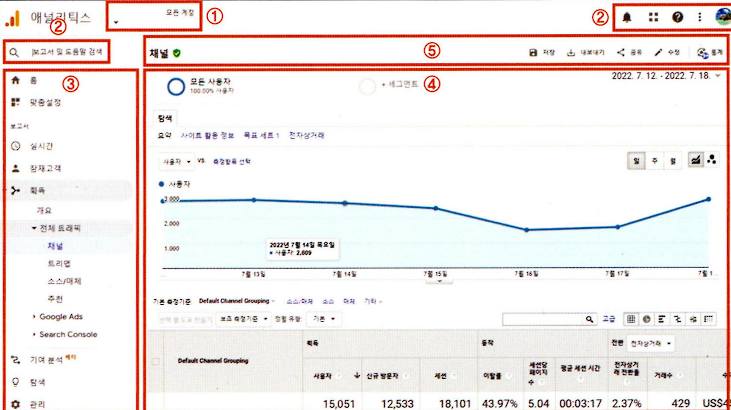 애널리틱스
모든 계정
①
②
②
보고서 및 도움말 검색
채널
⑤
저장
내보내기
공유
수정
통계
③
홈
맞춤설정
보고서
실시간
잠재고객
획득
개요
전체 트래픽
채널
트리맵
소스/매체
추천
Google Ads
Search Console
기여 분석 베타
탐색
관리
모든 사용자
100.00% 사용자
+ 세그먼트
④
2022. 7. 12. - 2022. 7. 18.
탐색
요약 사이트 활용 정보 목표 세트 1 전자상거래
사용자 vs. 측정항목 선택
일 주 월
사용자
3,000
2,000
1,000
2022년 7월 14일 목요일
사용자: 2,809
... 7월 13일 7월 14일 7월 15일 7월 16일 7월 17일 7월 1...
기본 측정기준: Default Channel Grouping 소스/매체 소스 매체 기타
보조 측정기준 정렬 유형: 기본
고급
Default Channel Grouping
획득
동작
전환 전자상거래
사용자
신규 방문자
세션
이탈률
세션당 페이지 수
평균 세션 시간
전자상거래 전환율
거래수
15,051 12,533 18,101 43.97% 5.04 00:03:17 2.37% 429